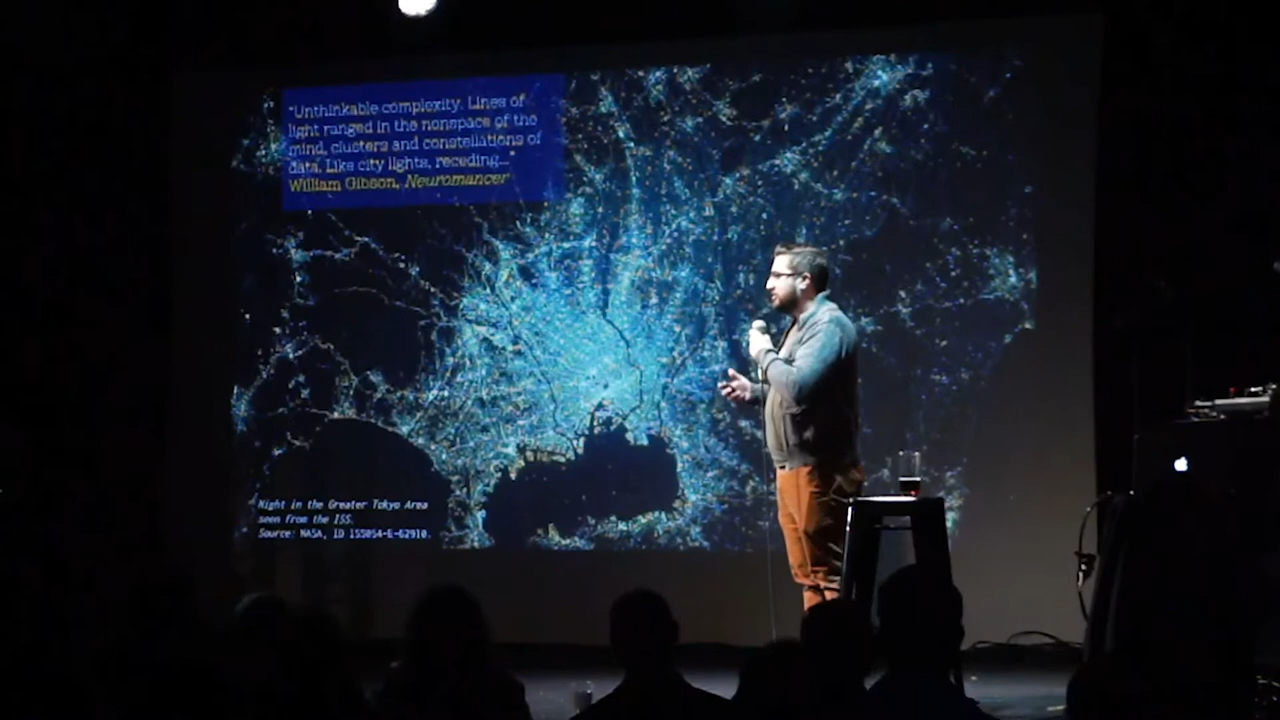 "Unthinkable complexity. Lines of
light ranged in the nonspace of the
mind, clusters and constellations of
data. Like city lights, receding..."
William Gibson, Neuromancer
Night in the Greater Tokyo Area
seen from the ISS.
Source: NASA, ID ISS054-E-62910.